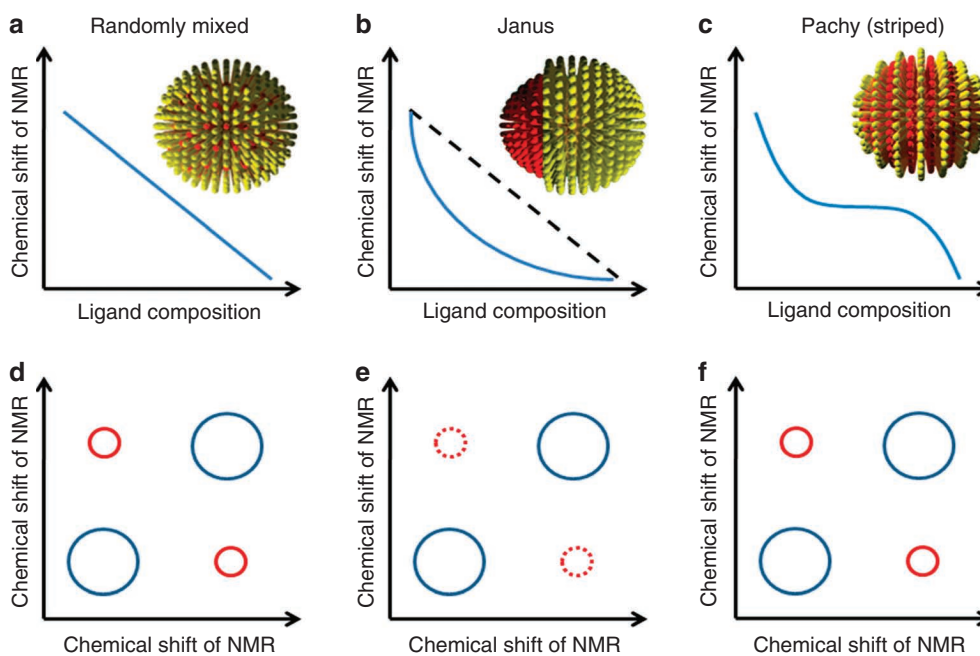 a Randomly mixed
Chemical shift of NMR
Ligand composition
b Janus
Chemical shift of NMR
Ligand composition
c Pachy (striped)
Chemical shift of NMR
Ligand composition
d
Chemical shift of NMR
Chemical shift of NMR
e
Chemical shift of NMR
Chemical shift of NMR
f
Chemical shift of NMR
Chemical shift of NMR